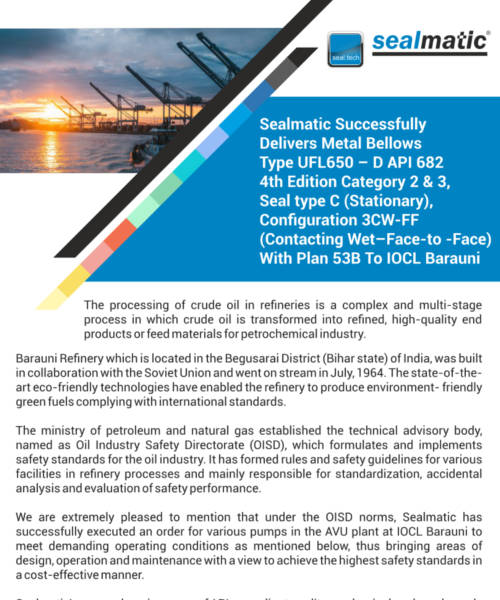 seal tech
sealmatic®
Sealmatic Successfully
Delivers Metal Bellows
Type UFL650 – D API 682
4th Edition Category 2 & 3,
Seal type C (Stationary),
Configuration 3CW-FF
(Contacting Wet–Face-to -Face)
With Plan 53B To IOCL Barauni
The processing of crude oil in refineries is a complex and multi-stage
process in which crude oil is transformed into refined, high-quality end
products or feed materials for petrochemical industry.
Barauni Refinery which is located in the Begusarai District (Bihar state) of India, was built
in collaboration with the Soviet Union and went on stream in July, 1964. The state-of-the-
art eco-friendly technologies have enabled the refinery to produce environment- friendly
green fuels complying with international standards.
The ministry of petroleum and natural gas established the technical advisory body,
named as Oil Industry Safety Directorate (OISD), which formulates and implements
safety standards for the oil industry. It has formed rules and safety guidelines for various
facilities in refinery processes and mainly responsible for standardization, accidental
analysis and evaluation of safety performance.
We are extremely pleased to mention that under the OISD norms, Sealmatic has
successfully executed an order for various pumps in the AVU plant at IOCL Barauni to
meet demanding operating conditions as mentioned below, thus bringing areas of
design, operation and maintenance with a view to achieve the highest safety standards in
a cost-effective manner.